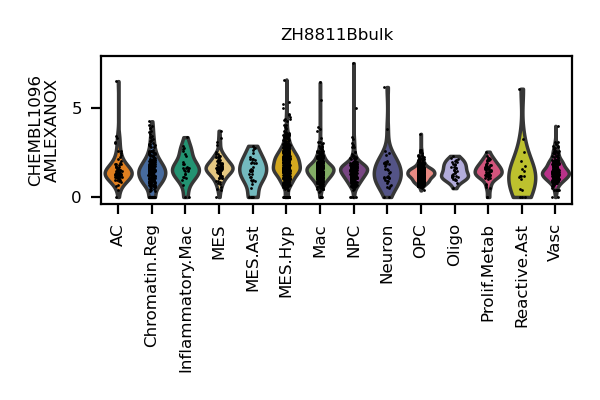 ZH8811Bbulk
CHEMBL1096
AMLEXANOX
5
0
AC
Chromatin.Reg
Inflammatory.Mac
MES
MES.Ast
MES.Hyp
Mac
NPC
Neuron
OPC
Oligo
Prolif.Metab
Reactive.Ast
Vasc